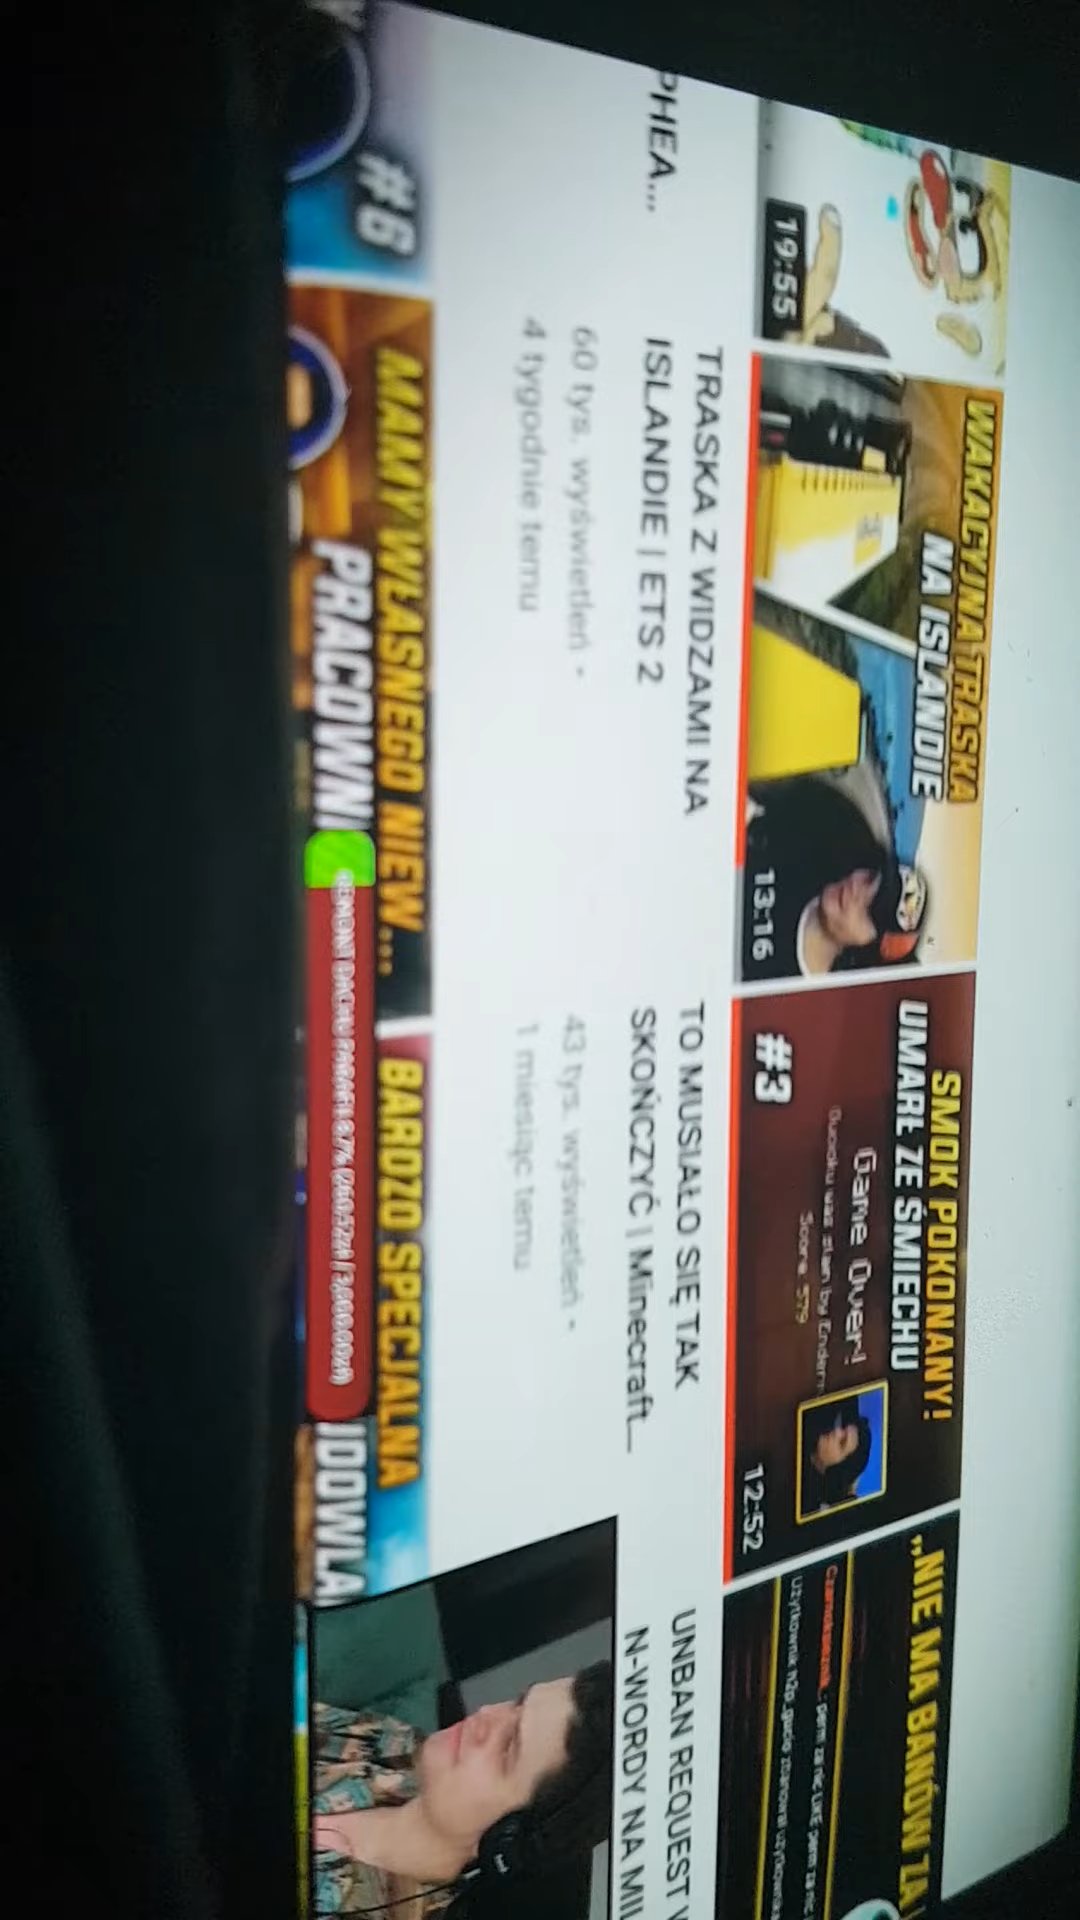 19:55
PHEA...
WAKACYJNA TRASKA
NA ISLANDIE
13:16
TRASKA Z WIDZAMI NA
ISLANDIE | ETS 2
60 tys. wyświetleń •
4 tygodnie temu
SMOK POKONANY!
UMARŁ ZE ŚMIECHU
Game Over!
Score: 579
#3
12:52
TO MUSIAŁO SIĘ TAK
SKOŃCZYĆ | Minecraft...
43 tys. wyświetleń •
1 miesiąc temu
„NIE MA BANÓW ZA
UNBAN REQUEST
N-WORDY NA
#6
MAMY WŁASNEGO NIEW...
PRACOWNI
BARDZO SPECJALNA